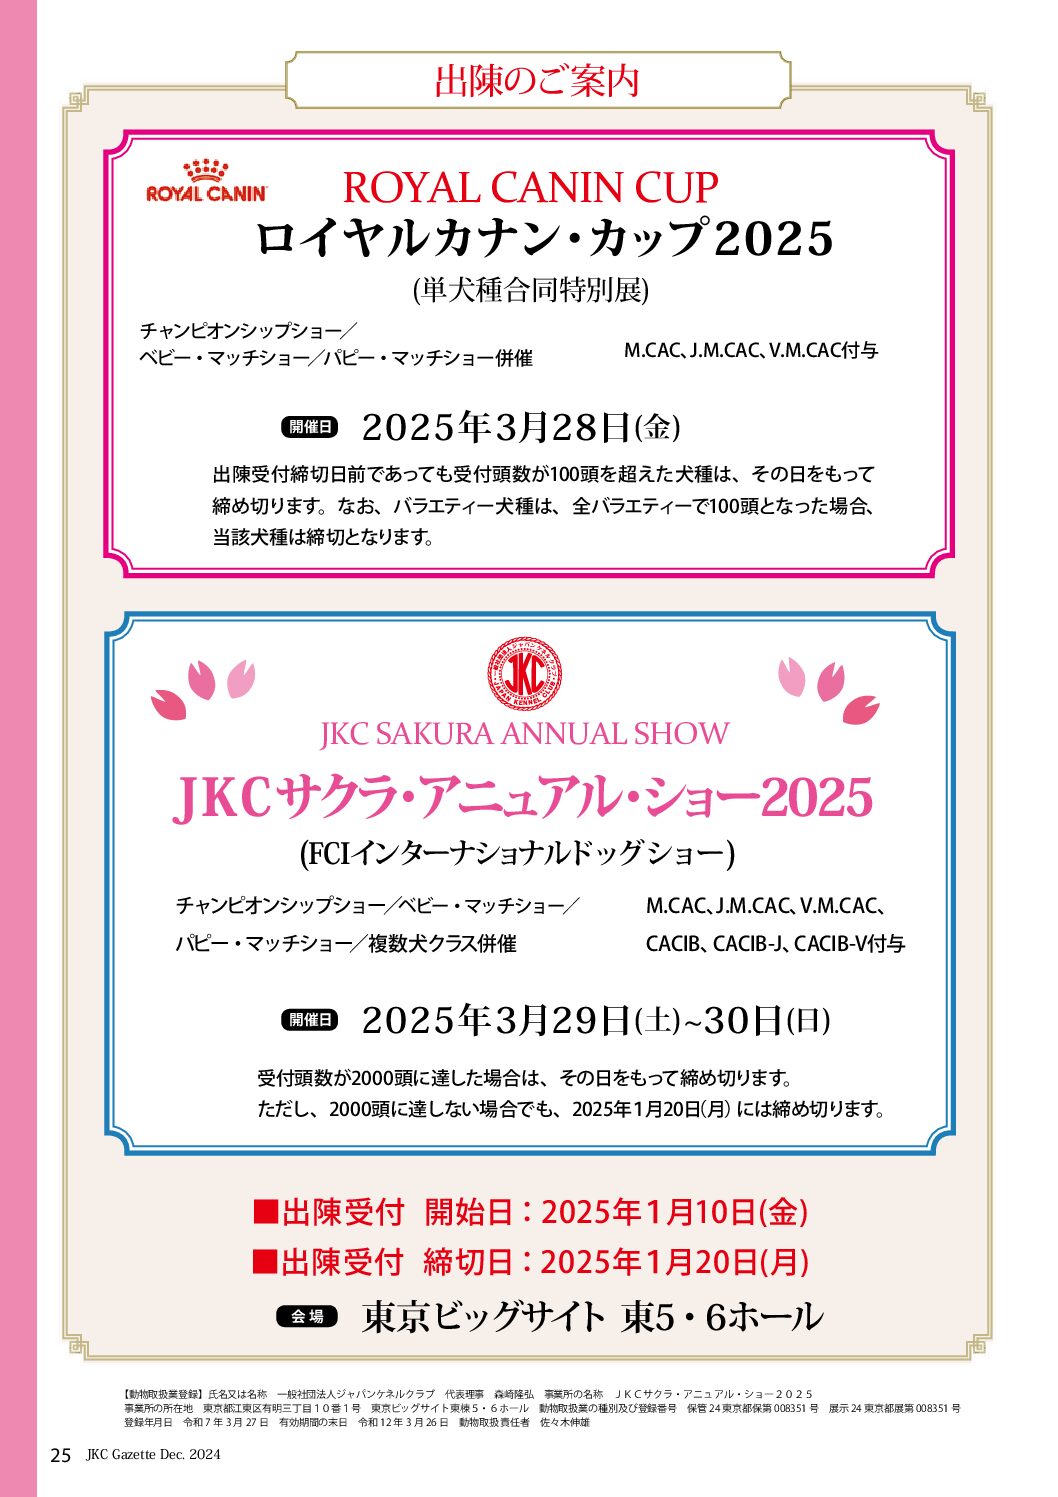 出陳のご案内
ROYAL CANIN
ROYAL CANIN CUP
ロイヤルカナン・カップ2025
(単犬種合同特別展)
チャンピオンシップショー／
ベビー・マッチショー／パピー・マッチショー併催
M.CAC、J.M.CAC、V.M.CAC付与
開催日 2025年3月28日(金)
出陳受付締切日前であっても受付頭数が100頭を超えた犬種は、その日をもって
締め切ります。なお、バラエティー犬種は、全バラエティーで100頭となった場合、
当該犬種は締切となります。
一般社団法人ジャパンケネルクラブ
JKC
JAPAN KENNEL CLUB
JKC SAKURA ANNUAL SHOW
JKCサクラ・アニュアル・ショー2025
(FCIインターナショナルドッグショー)
チャンピオンシップショー／ベビー・マッチショー／
パピー・マッチショー／複数犬クラス併催
M.CAC、J.M.CAC、V.M.CAC、
CACIB、CACIB-J、CACIB-V付与
開催日 2025年3月29日(土)~30日(日)
受付頭数が2000頭に達した場合は、その日をもって締め切ります。
ただし、2000頭に達しない場合でも、2025年1月20日(月)には締め切ります。
■出陳受付 開始日：2025年1月10日(金)
■出陳受付 締切日：2025年1月20日(月)
会場 東京ビッグサイト 東5・6ホール
【動物取扱業登録】氏名又は名称　一般社団法人ジャパンケネルクラブ　代表理事　森﨑隆弘　事業所の名称　ＪＫＣサクラ・アニュアル・ショー２０２５
事業所の所在地　東京都江東区有明三丁目１０番１号　東京ビッグサイト東棟５・６ホール　動物取扱業の種別及び登録番号　保管 24 東京都保第 008351 号　展示 24 東京都展第 008351 号
登録年月日　令和７年３月 27 日　有効期間の末日　令和12 年３月 26 日　動物取扱責任者　佐々木伸雄
25 JKC Gazette Dec. 2024